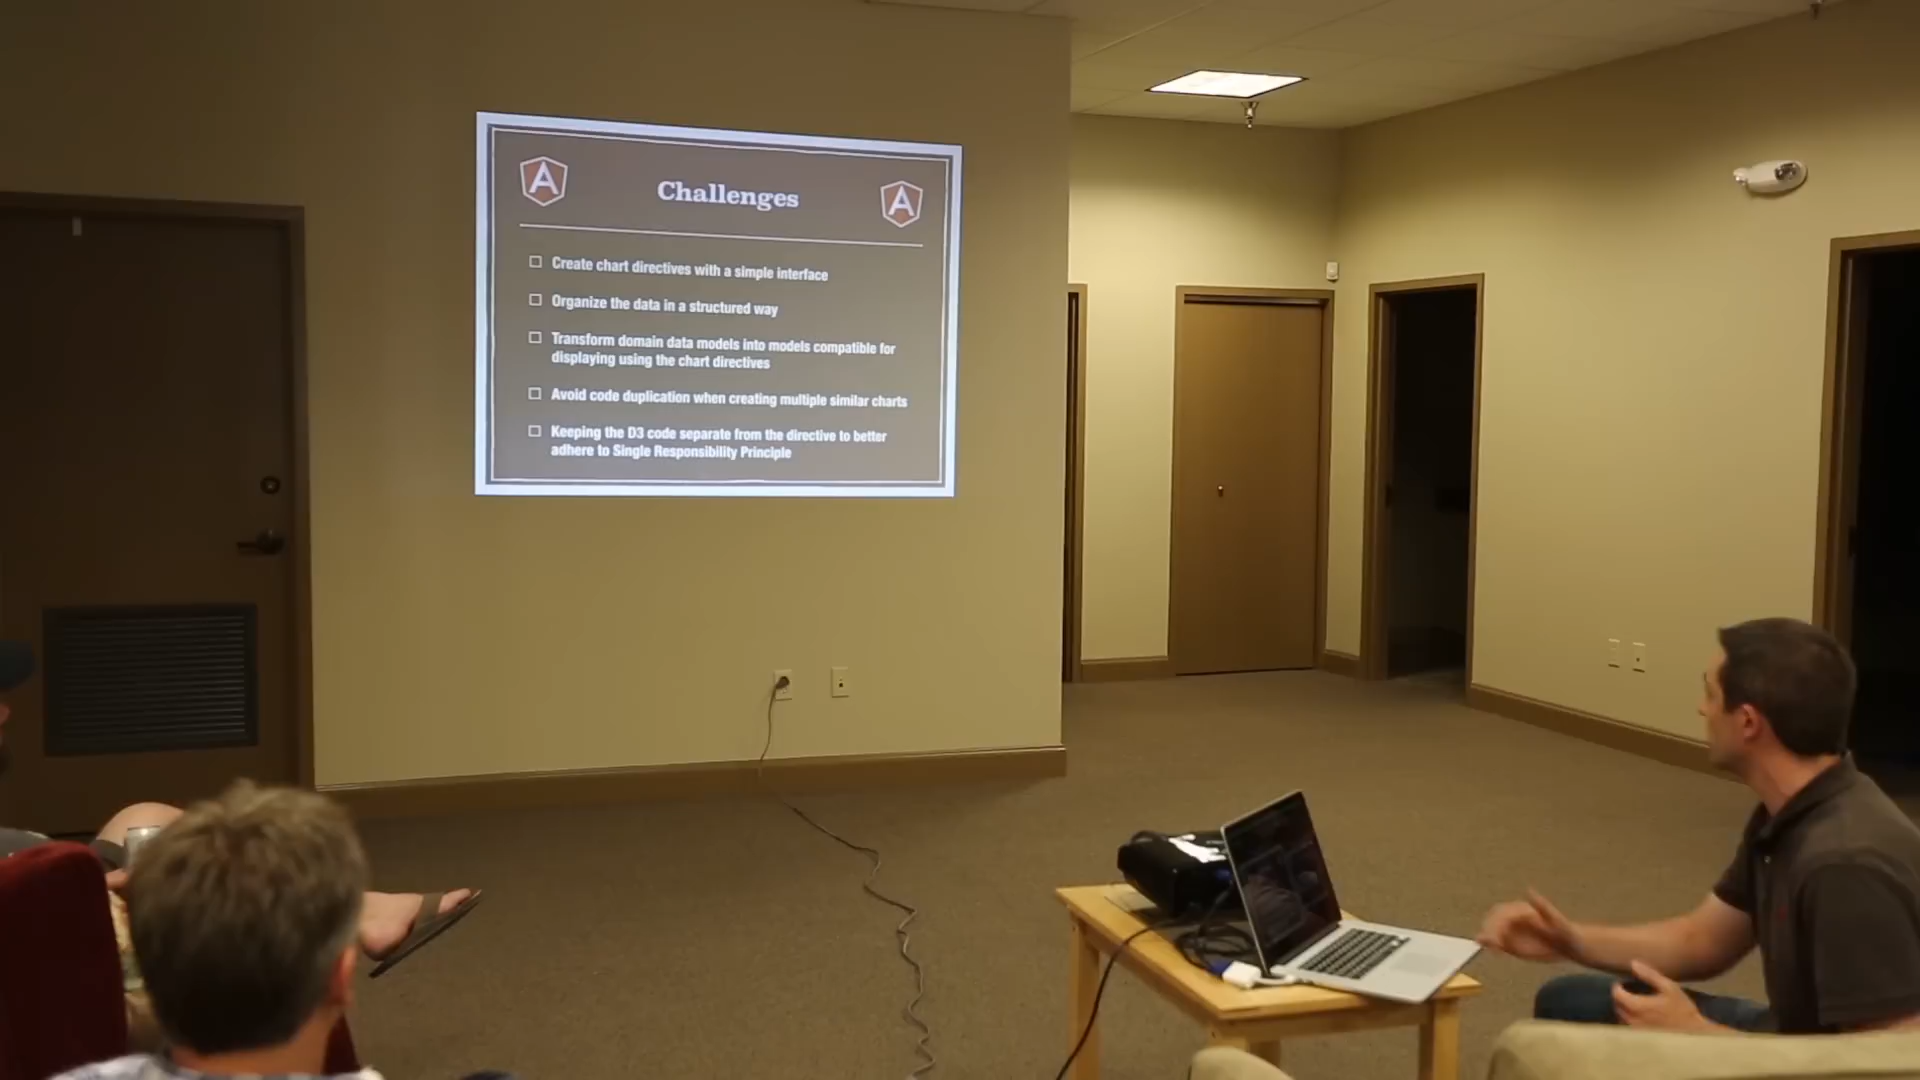 A
Challenges
A
Create chart directives with a simple interface
Organize the data in a structured way
Transform domain data models into models compatible for
displaying using the chart directives
Avoid code duplication when creating multiple similar charts
Keeping the D3 code separate from the directive to better
adhere to Single Responsibility Principle